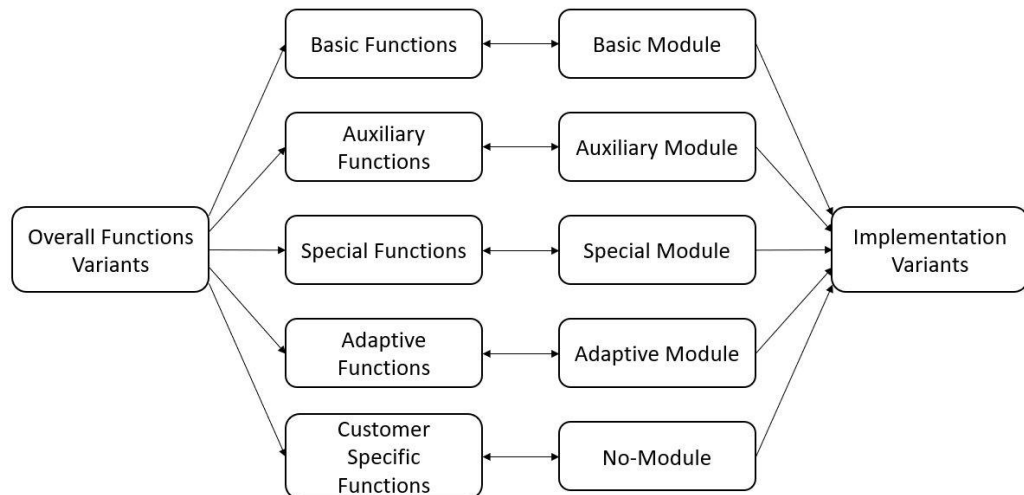 Basic Functions
Basic Module
Auxiliary
Functions
Auxiliary Module
Overall Functions
Variants
Special Functions
Special Module
Implementation
Variants
Adaptive
Functions
Adaptive Module
Customer
Specific
Functions
No-Module